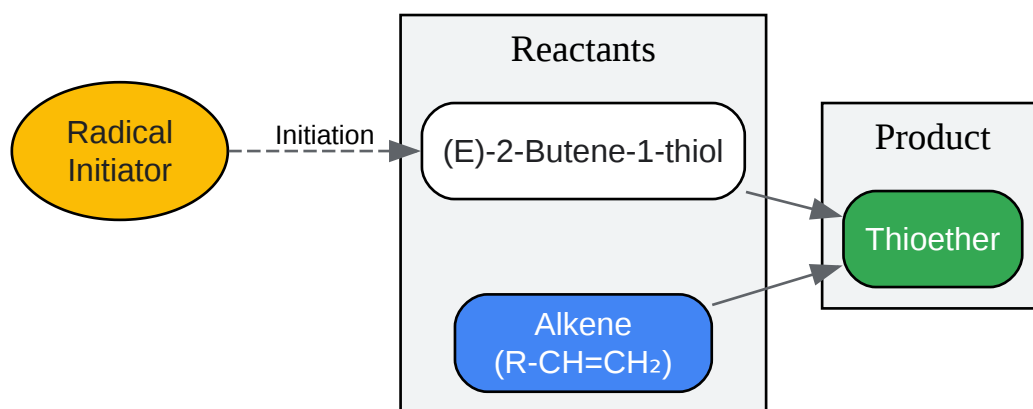 Reactants
Radical
Initiator
Initiation
(E)-2-Butene-1-thiol
Product
Thioether
Alkene
(R-CH=CH₂)